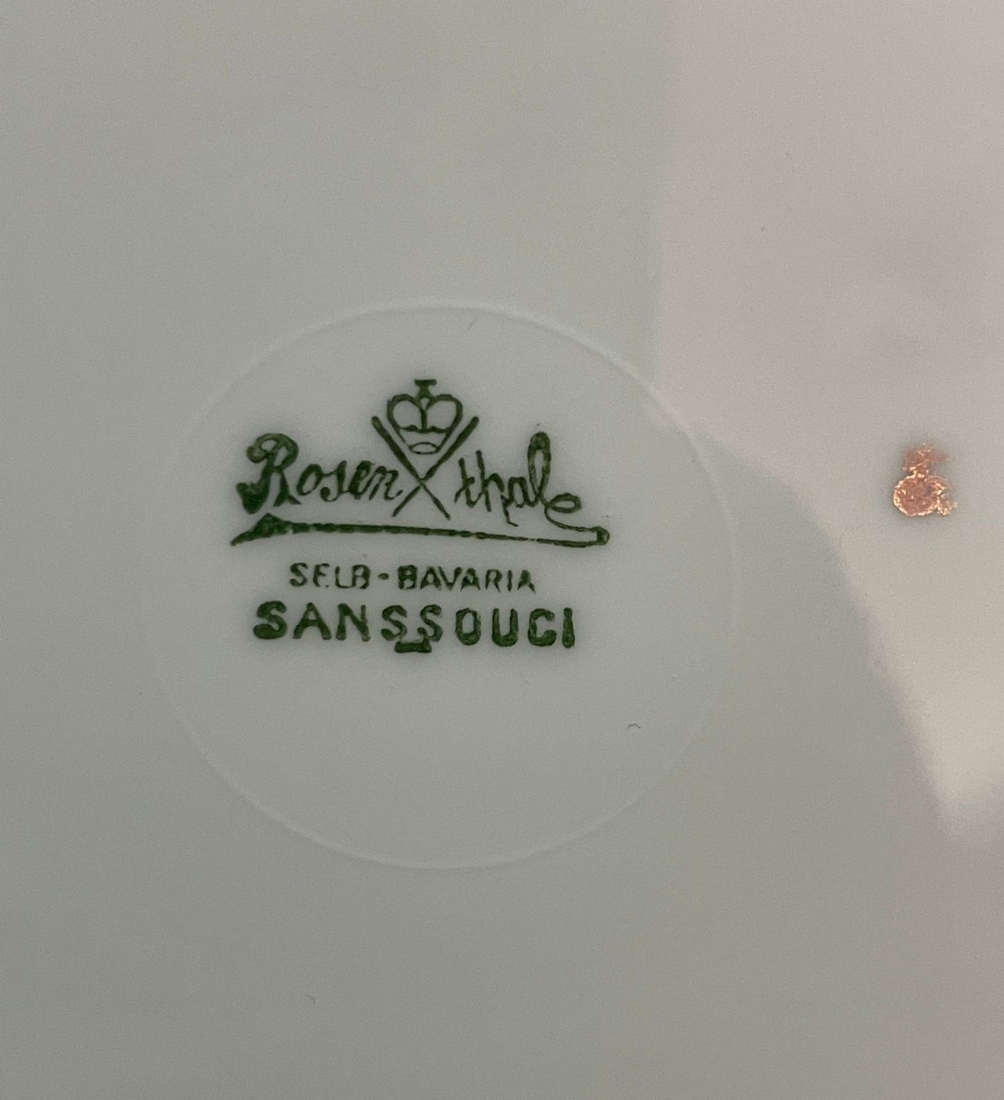 Rosenthal
SELB - BAVARIA
SANSSOUCI